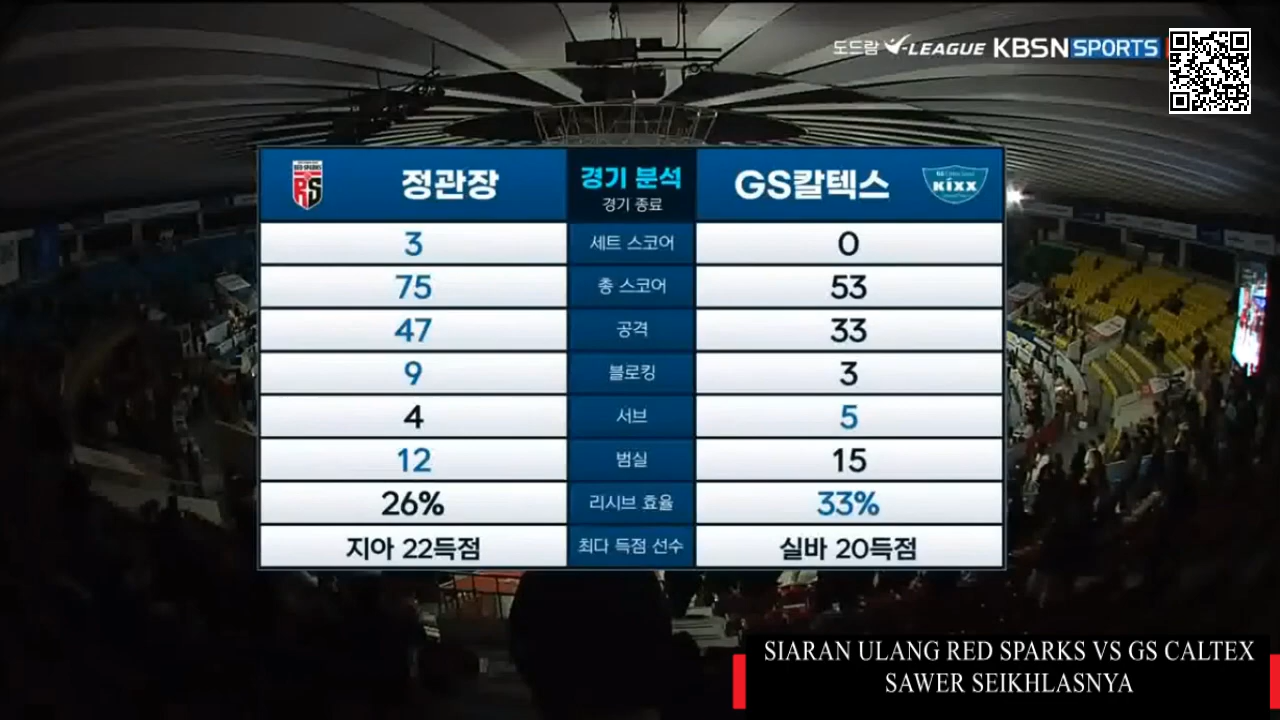 도드람 V-LEAGUE KBSN SPORTS
RED SPARKS
RS
정관장
경기 분석
경기 종료
GS칼텍스
kixx
3 세트 스코어 0
75 총 스코어 53
47 공격 33
9 블로킹 3
4 서브 5
12 범실 15
26% 리시브 효율 33%
지아 22득점 최다 득점 선수 실바 20득점
SIARAN ULANG RED SPARKS VS GS CALTEX
SAWER SEIKHLASNYA